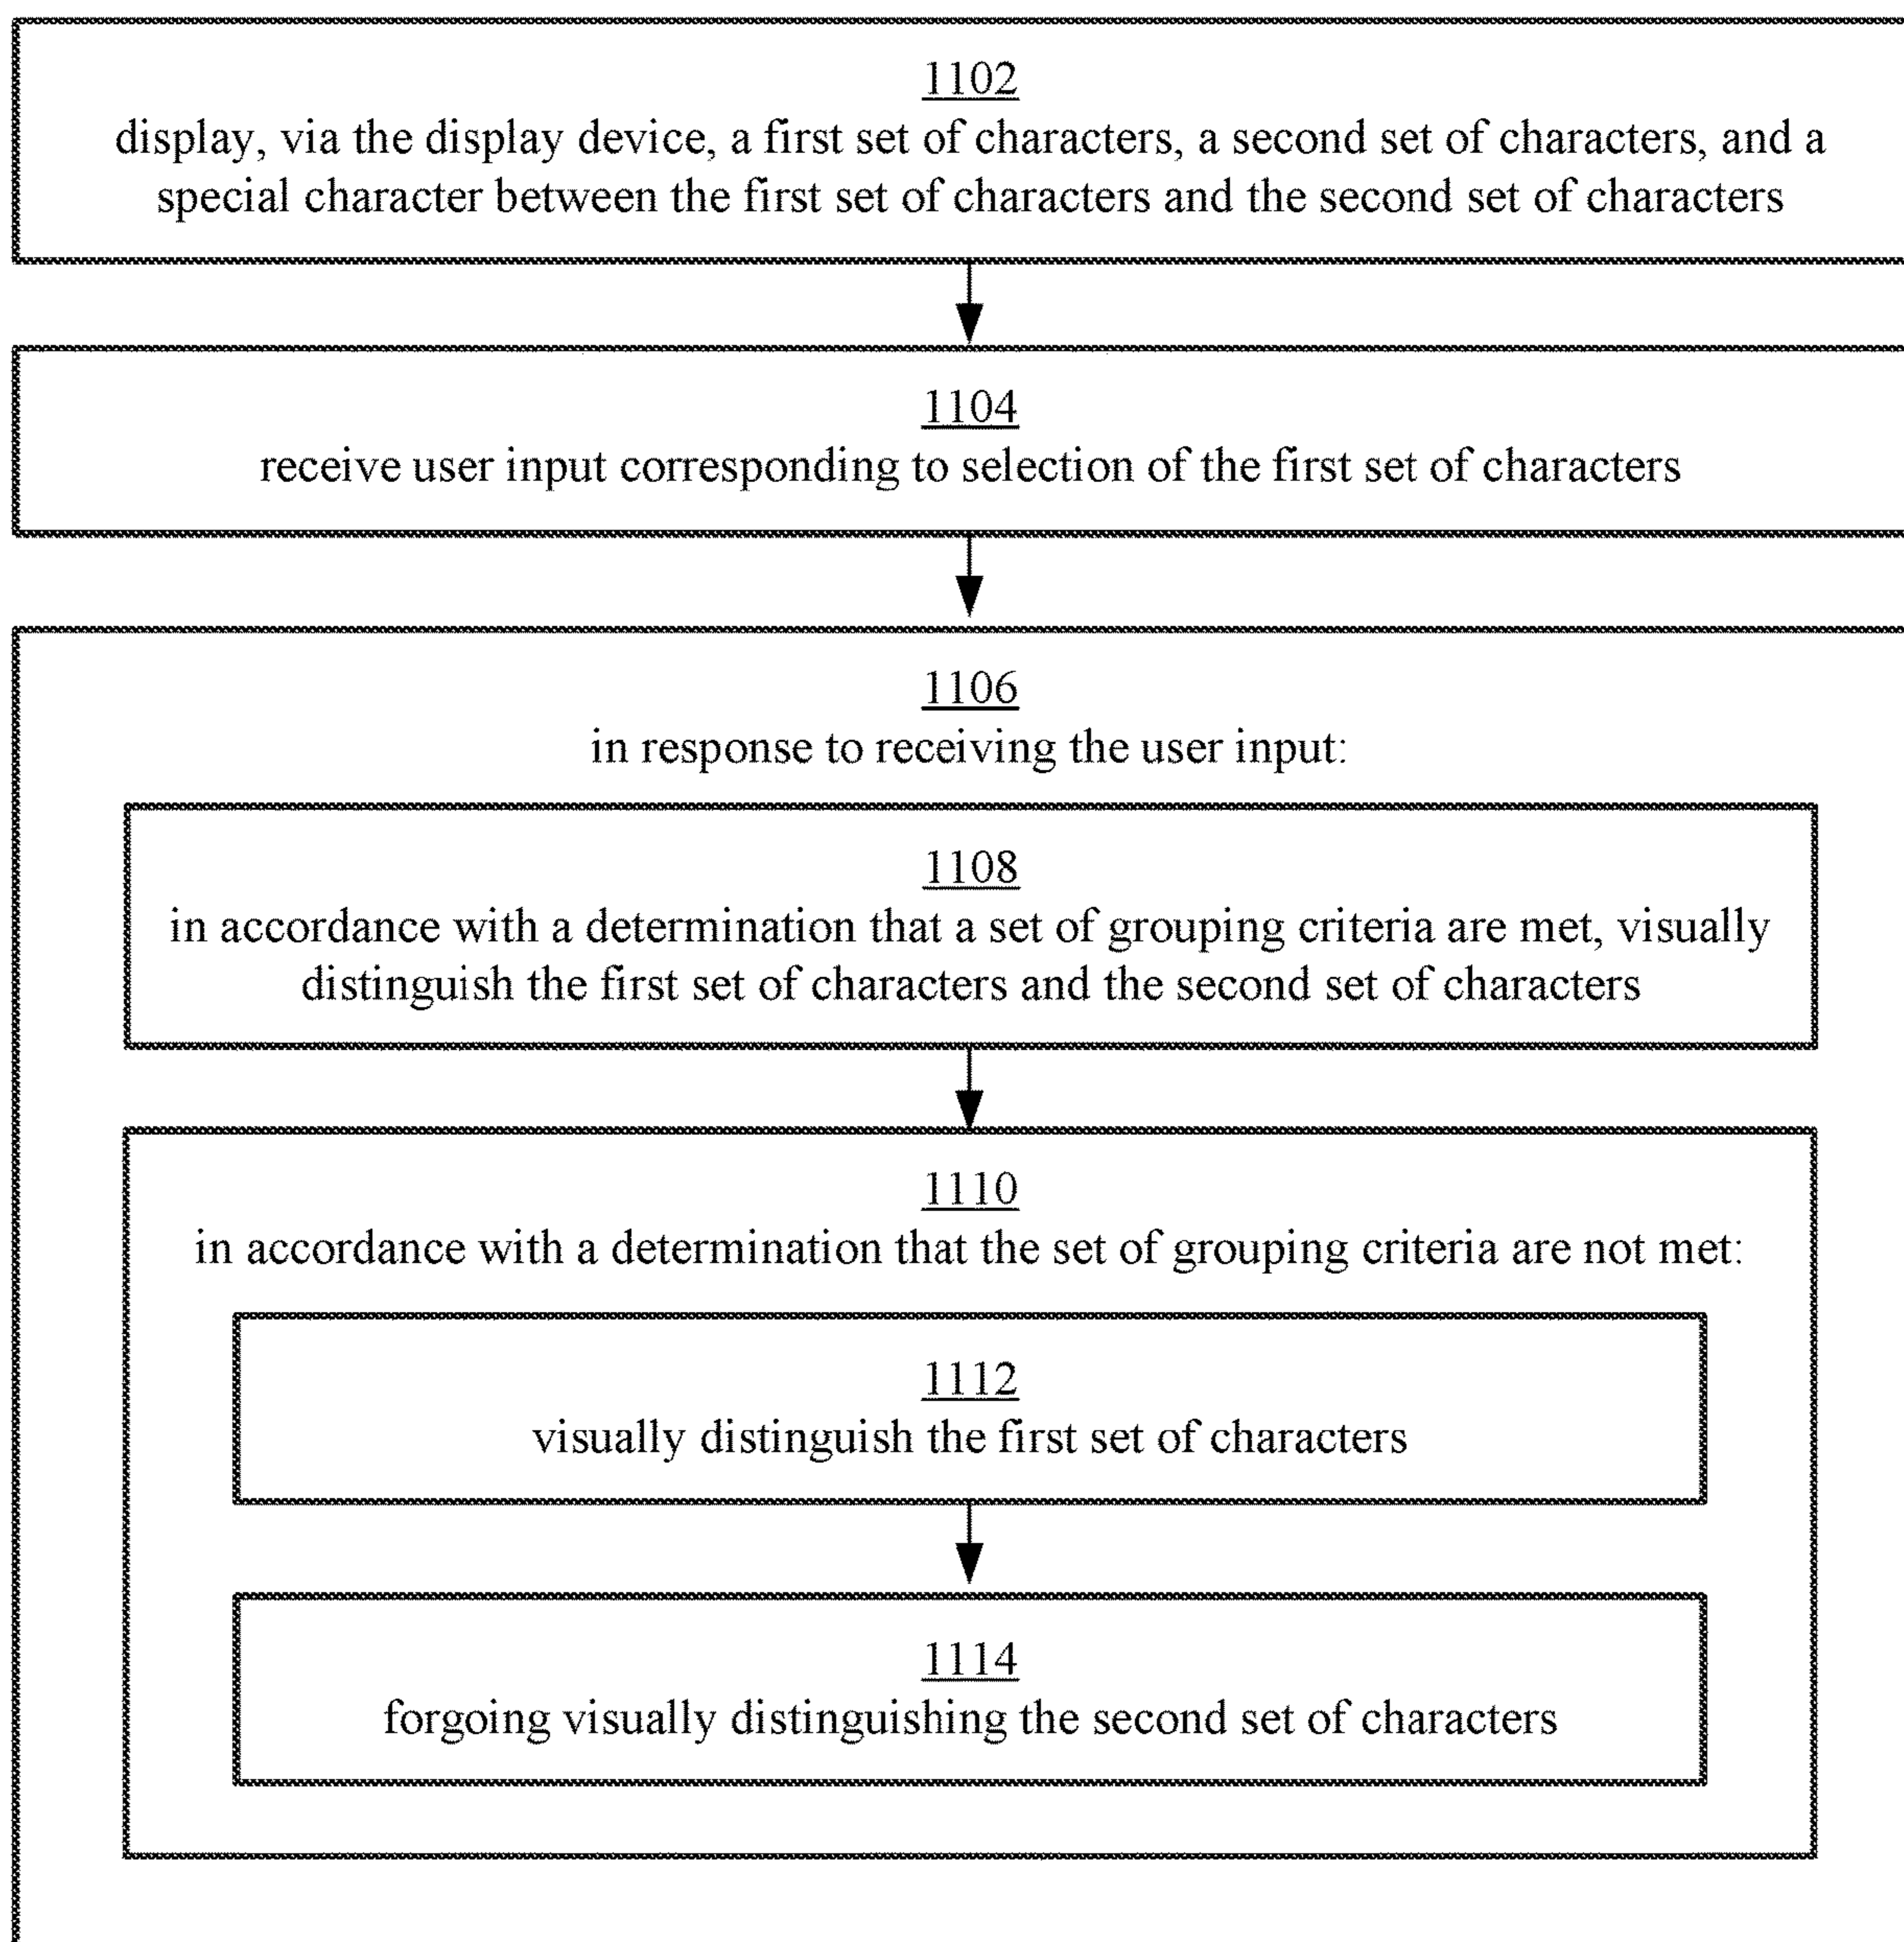 1102
display, via the display device, a first set of characters, a second set of characters, and a
special character between the first set of characters and the second set of characters
1104
receive user input corresponding to selection of the first set of characters
1106
in response to receiving the user input:
1108
in accordance with a determination that a set of grouping criteria are met, visually
distinguish the first set of characters and the second set of characters
1110
in accordance with a determination that the set of grouping criteria are not met:
1112
visually distinguish the first set of characters
1114
forgoing visually distinguishing the second set of characters